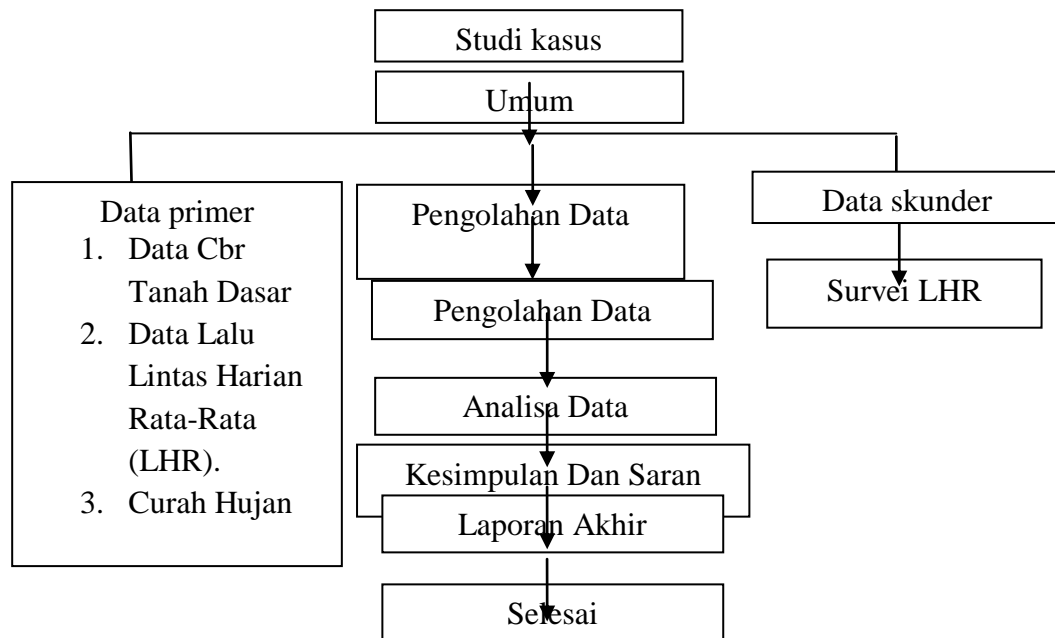 Studi kasus
Umum
Data primer
1. Data Cbr
Tanah Dasar
2. Data Lalu
Lintas Harian
Rata-Rata
(LHR).
3. Curah Hujan
Pengolahan Data
Pengolahan Data
Analisa Data
Kesimpulan Dan Saran
Laporan Akhir
Selesai
Data skunder
Survei LHR